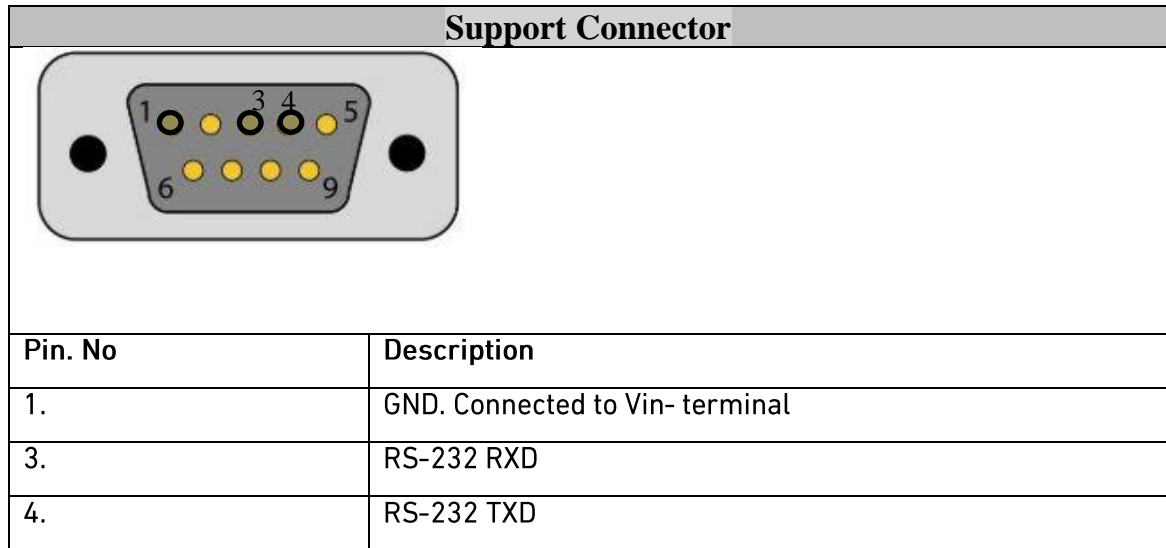 Support Connector
1 3 4 5
6 9
Pin. No Description
1. GND. Connected to Vin- terminal
3. RS-232 RXD
4. RS-232 TXD